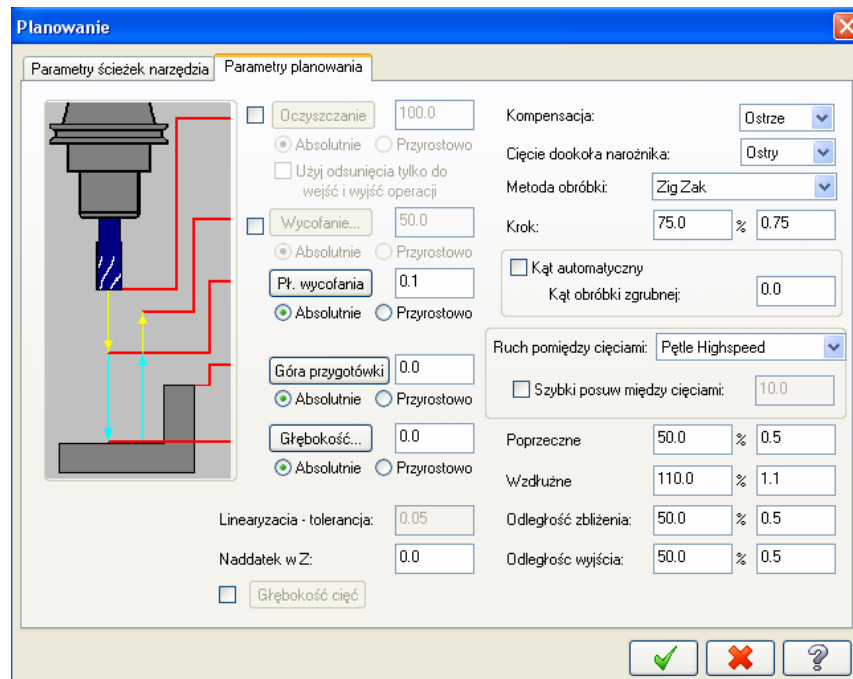 Planowanie
Parametry ścieżek narzędzia
Parametry planowania
Oczyszczanie 100.0
Absolutnie Przyrostowo
Użyj odsunięcia tylko do
wejść i wyjść operacji
Wycofanie... 50.0
Absolutnie Przyrostowo
Pł. wycofania 0.1
Absolutnie Przyrostowo
Góra przygotówki 0.0
Absolutnie Przyrostowo
Głębokość... 0.0
Absolutnie Przyrostowo
Linearyzacia - tolerancja: 0.05
Naddatek w Z: 0.0
Głębokość cięć
Kompensacja: Ostrze
Cięcie dookoła narożnika: Ostry
Metoda obróbki: Zig Zak
Krok: 75.0 % 0.75
Kąt automatyczny
Kąt obróbki zgrubnej: 0.0
Ruch pomiędzy cięciami: Pętle Highspeed
Szybki posuw między cięciami: 10.0
Poprzeczne 50.0 % 0.5
Wzdłużne 110.0 % 1.1
Odległość zbliżenia: 50.0 % 0.5
Odległośc wyjścia: 50.0 % 0.5